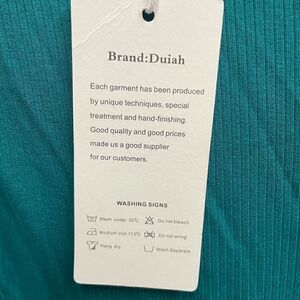 Brand:Duiah
Each garment has been produced
by unique techniques, special
treatment and hand-finishing.
Good quality and good prices
made us a good supplier
for our customers.
WASHING SIGNS
Wash under 30℃ Do not bleach
Medium iron 110℃ Do not wring
Hang dry Wash Separate